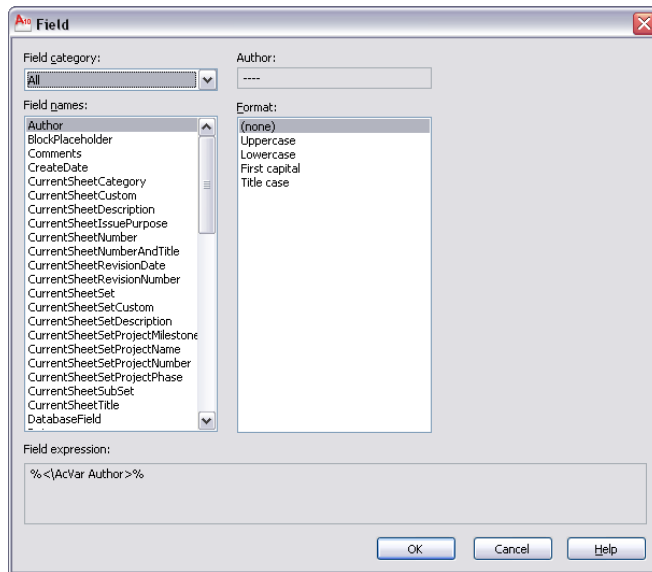 A10 Field
Field category:
All
Field names:
Author
BlockPlaceholder
Comments
CreateDate
CurrentSheetCategory
CurrentSheetCustom
CurrentSheetDescription
CurrentSheetIssuePurpose
CurrentSheetNumber
CurrentSheetNumberAndTitle
CurrentSheetRevisionDate
CurrentSheetRevisionNumber
CurrentSheetSet
CurrentSheetSetCustom
CurrentSheetSetDescription
CurrentSheetSetProjectMilestone
CurrentSheetSetProjectName
CurrentSheetSetProjectNumber
CurrentSheetSetProjectPhase
CurrentSheetSubSet
CurrentSheetTitle
DatabaseField
Author:
----
Format:
(none)
Uppercase
Lowercase
First capital
Title case
Field expression:
%<\AcVar Author>%
OK Cancel Help